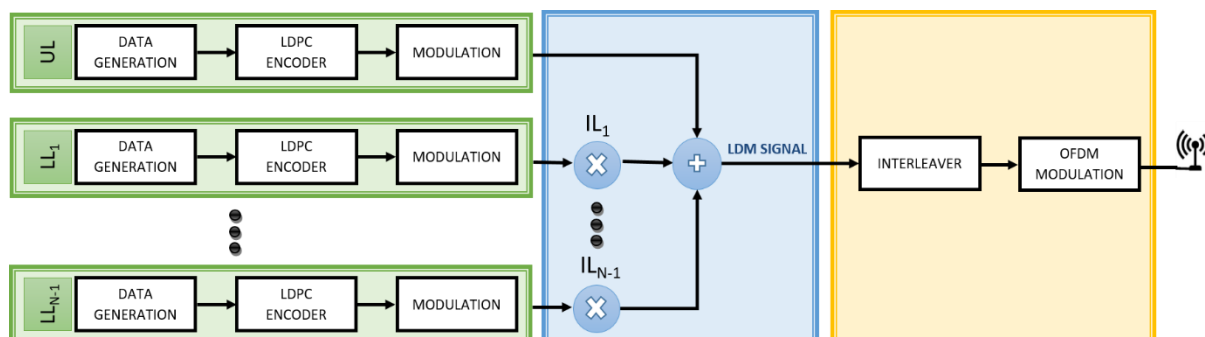 UL
DATA
GENERATION
LDPC
ENCODER
MODULATION
LL1
DATA
GENERATION
LDPC
ENCODER
MODULATION
IL1
LDM SIGNAL
INTERLEAVER
OFDM
MODULATION
LLN-1
DATA
GENERATION
LDPC
ENCODER
MODULATION
ILN-1